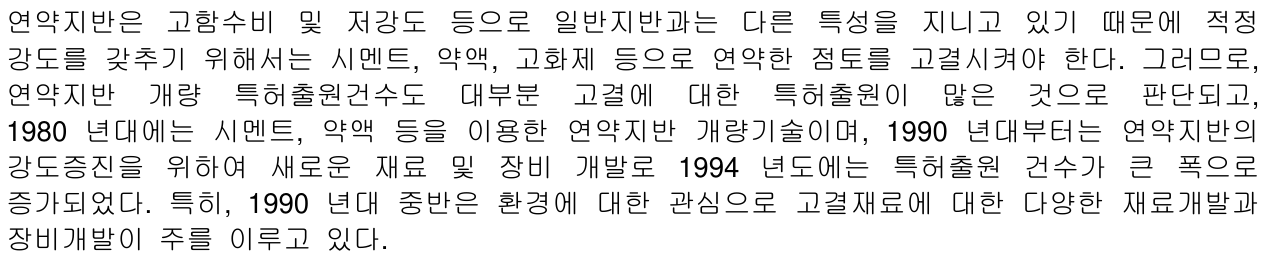 연약지반은 고함수비 및 저강도 등으로 일반지반과는 다른 특성을 지니고 있기 때문에 적정
강도를 갖추기 위해서는 시멘트, 약액, 고화제 등으로 연약한 점토를 고결시켜야 한다. 그러므로,
연약지반 개량 특허출원건수도 대부분 고결에 대한 특허출원이 많은 것으로 판단되고,
1980 년대에는 시멘트, 약액 등을 이용한 연약지반 개량기술이며, 1990 년대부터는 연약지반의
강도증진을 위하여 새로운 재료 및 장비 개발로 1994 년도에는 특허출원 건수가 큰 폭으로
증가되었다. 특히, 1990 년대 중반은 환경에 대한 관심으로 고결재료에 대한 다양한 재료개발과
장비개발이 주를 이루고 있다.